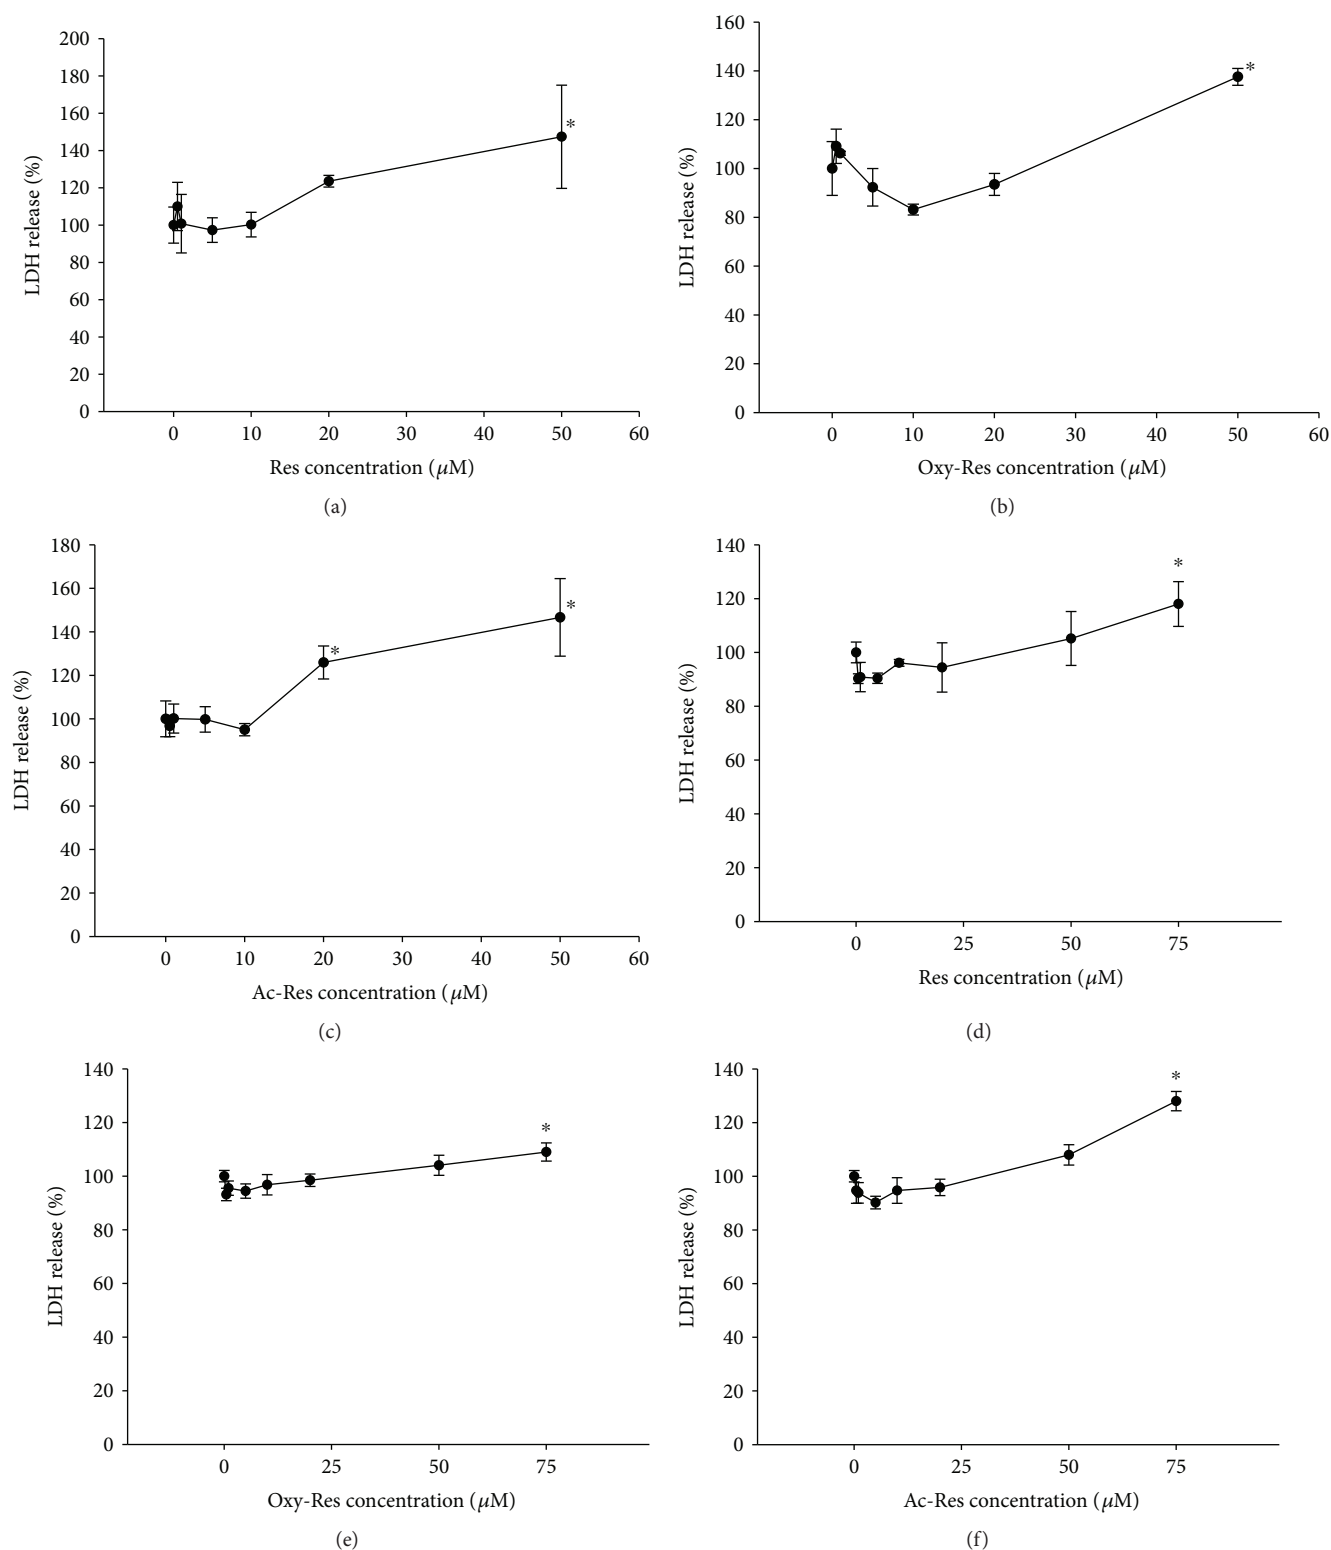 200
180
160
140
120
100
80
60
40
20
0
LDH release (%)
0 10 20 30 40 50 60
Res concentration (μM)
*
(a)
160
140
120
100
80
60
40
20
0
LDH release (%)
0 10 20 30 40 50 60
Oxy-Res concentration (μM)
*
(b)
180
160
140
120
100
80
60
40
20
0
LDH release (%)
0 10 20 30 40 50 60
Ac-Res concentration (μM)
*
*
(c)
140
120
100
80
60
40
20
0
LDH release (%)
0 25 50 75
Res concentration (μM)
*
(d)
140
120
100
80
60
40
20
0
LDH release (%)
0 25 50 75
Oxy-Res concentration (μM)
*
(e)
140
120
100
80
60
40
20
0
LDH release (%)
0 25 50 75
Ac-Res concentration (μM)
*
(f)